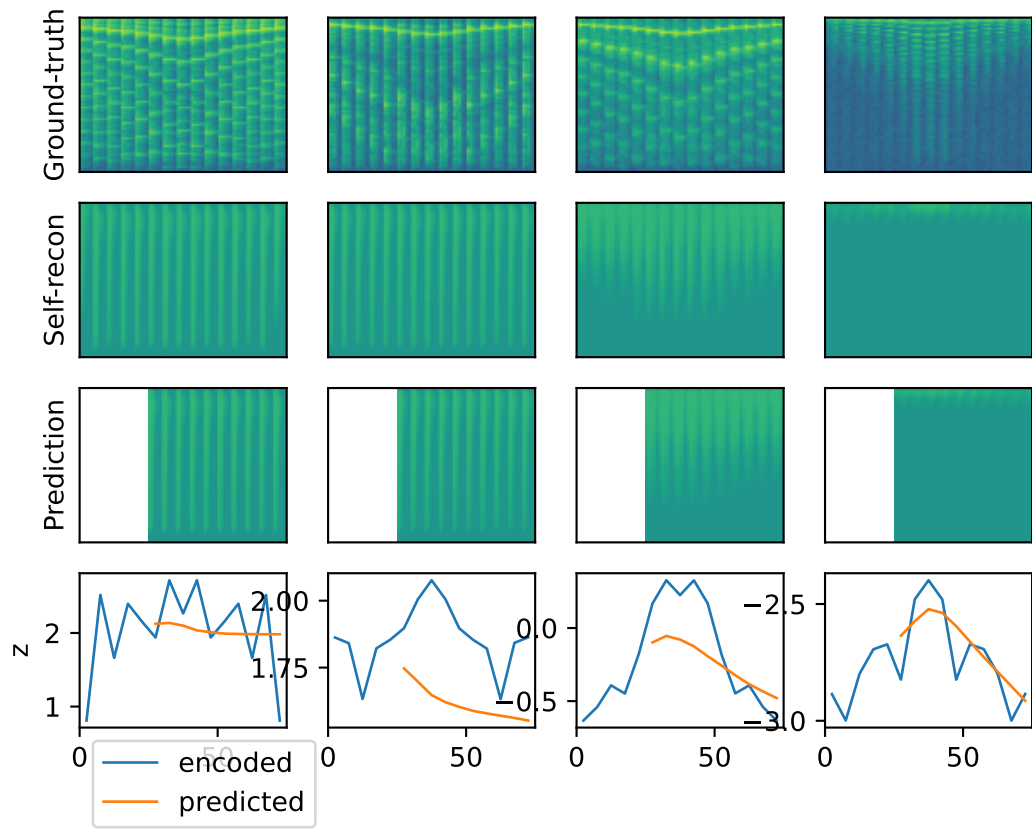 Ground-truth
Self-recon
Prediction
z
2
1
2.00
1.75
0.0
−0.5
−2.5
−3.0
0
50
0
50
0
50
0
50
encoded
predicted